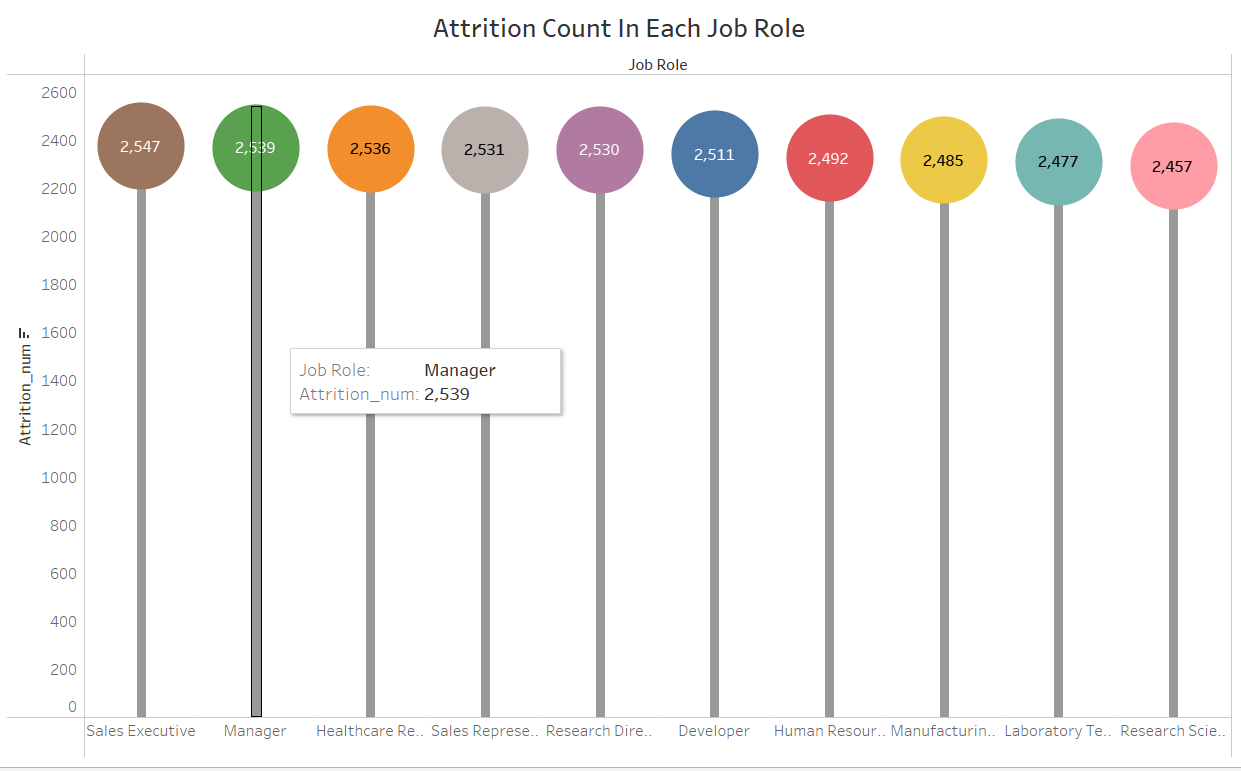 Attrition Count In Each Job Role
Job Role
2600
2400
2200
2000
1800
1600
1400
1200
1000
800
600
400
200
0
Attrition_num
2,547
2,539
2,536
2,531
2,530
2,511
2,492
2,485
2,477
2,457
Job Role: Manager
Attrition_num: 2,539
Sales Executive
Manager
Healthcare Re..
Sales Represe..
Research Dire..
Developer
Human Resour..
Manufacturin..
Laboratory Te..
Research Scie..